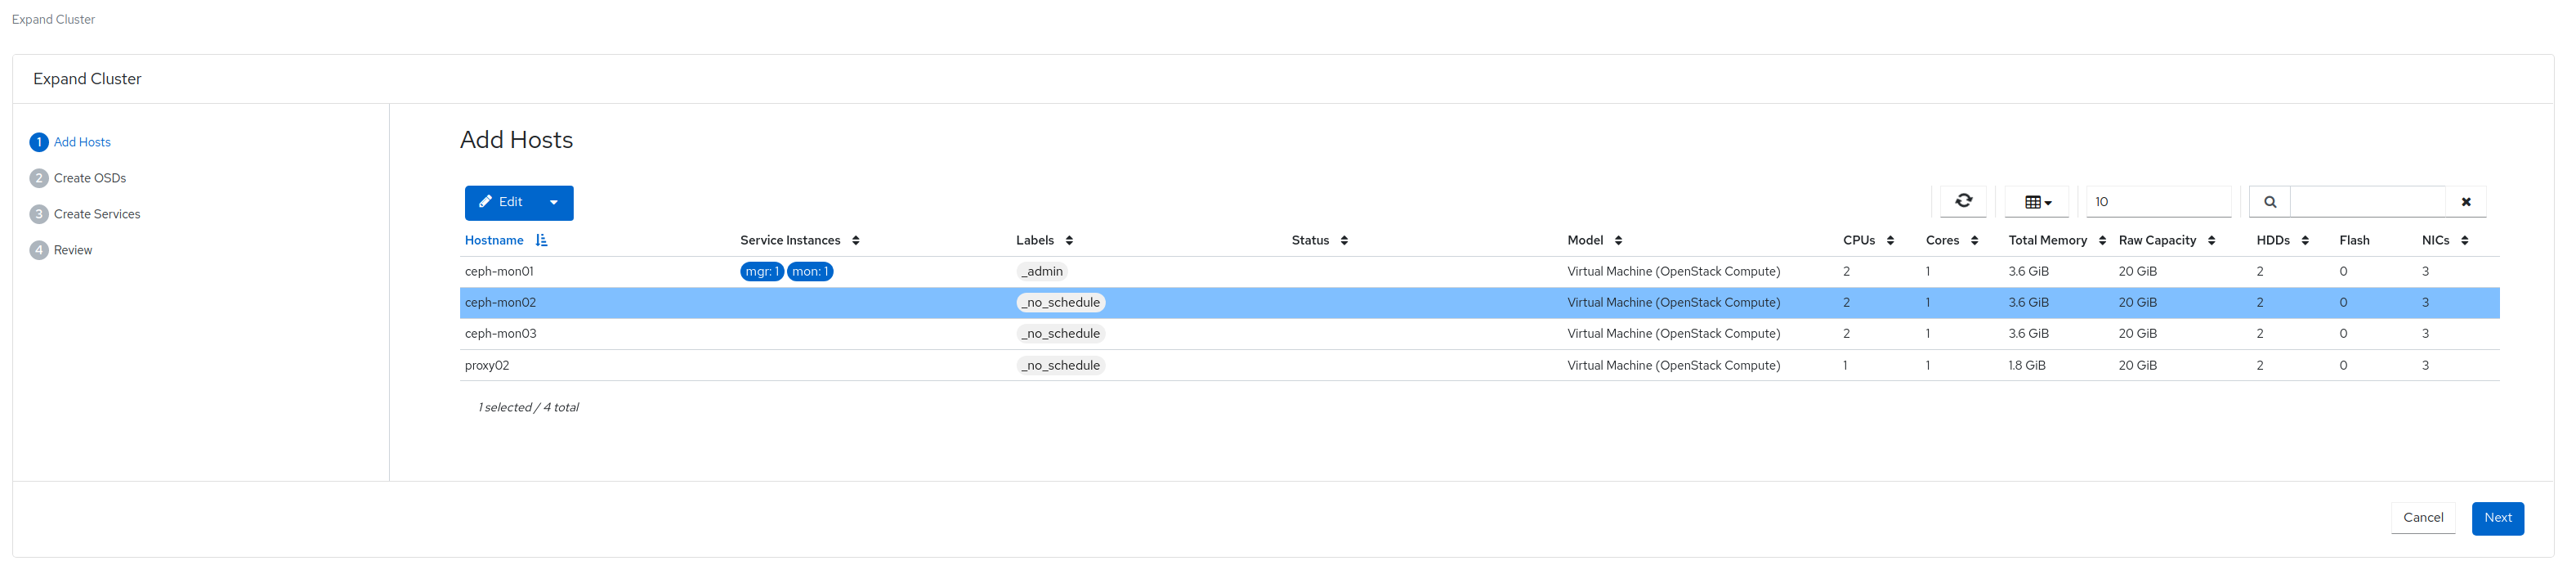 Expand Cluster
Expand Cluster
1 Add Hosts
2 Create OSDs
3 Create Services
4 Review
Add Hosts
Edit 10
Hostname Service Instances Labels Status Model CPUs Cores Total Memory Raw Capacity HDDs Flash NICs
ceph-mon01 mgr: 1 mon: 1 _admin Virtual Machine (OpenStack Compute) 2 1 3.6 GiB 20 GiB 2 0 3
ceph-mon02 _no_schedule Virtual Machine (OpenStack Compute) 2 1 3.6 GiB 20 GiB 2 0 3
ceph-mon03 _no_schedule Virtual Machine (OpenStack Compute) 2 1 3.6 GiB 20 GiB 2 0 3
proxy02 _no_schedule Virtual Machine (OpenStack Compute) 1 1 1.8 GiB 20 GiB 2 0 3
1 selected / 4 total
Cancel Next